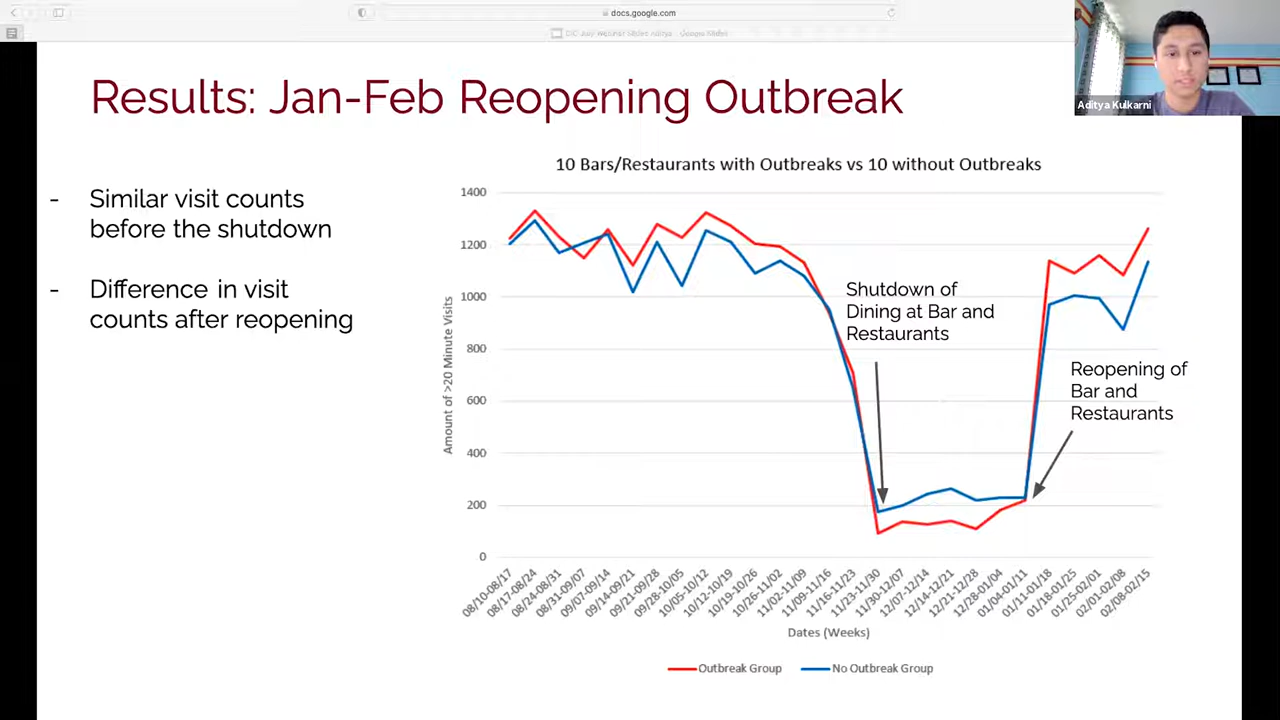 docs.google.com
Aditya Kulkarni
Results: Jan-Feb Reopening Outbreak
- Similar visit counts
before the shutdown
- Difference in visit
counts after reopening
10 Bars/Restaurants with Outbreaks vs 10 without Outbreaks
Amount of >20 Minute Visits
1400
1200
1000
800
600
400
200
0
Shutdown of
Dining at Bar and
Restaurants
Reopening of
Bar and
Restaurants
08/10-08/17
08/17-08/24
08/24-08/31
08/31-09/07
09/07-09/14
09/14-09/21
09/21-09/28
09/28-10/05
10/05-10/12
10/12-10/19
10/19-10/26
10/26-11/02
11/02-11/09
11/09-11/16
11/16-11/23
11/23-11/30
11/30-12/07
12/07-12/14
12/14-12/21
12/21-12/28
12/28-01/04
01/04-01/11
01/11-01/18
01/18-01/25
01/25-02/01
02/01-02/08
02/08-02/15
Dates (Weeks)
Outbreak Group
No Outbreak Group